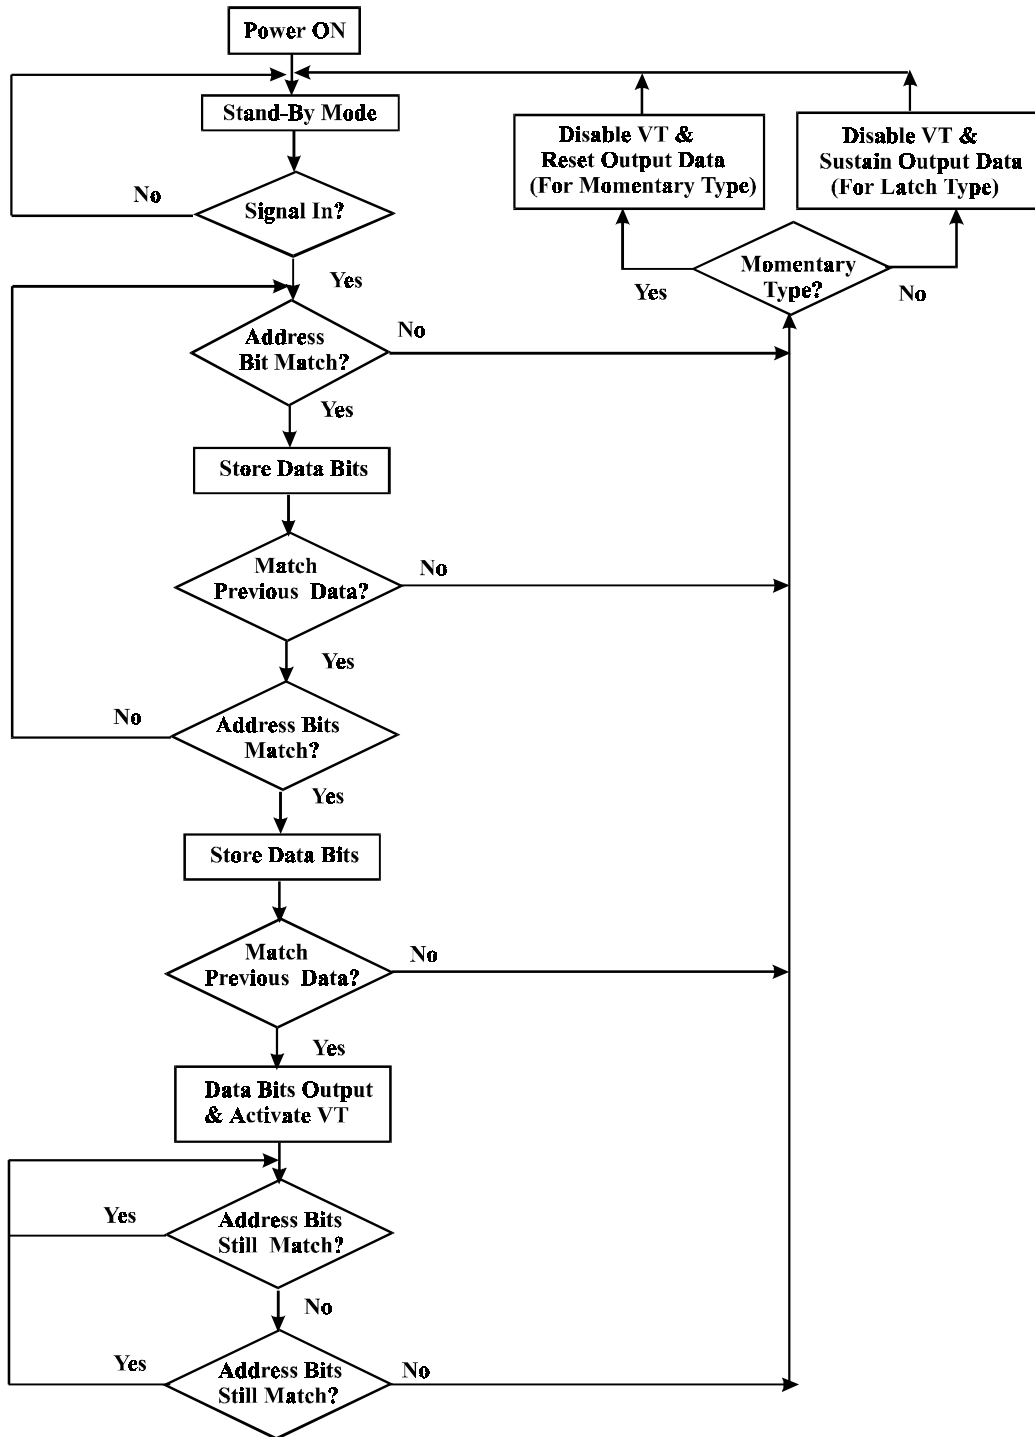 Power ON
Stand-By Mode
Disable VT &
Reset Output Data
(For Momentary Type)
Disable VT &
Sustain Output Data
(For Latch Type)
No
Signal In?
Momentary
Type?
Yes
Yes
No
Address
Bit Match?
No
Yes
Store Data Bits
Match
Previous Data?
No
Yes
No
Address Bits
Match?
Yes
Store Data Bits
Match
Previous Data?
No
Yes
Data Bits Output
& Activate VT
Yes
Address Bits
Still Match?
No
Yes
Address Bits
Still Match?
No